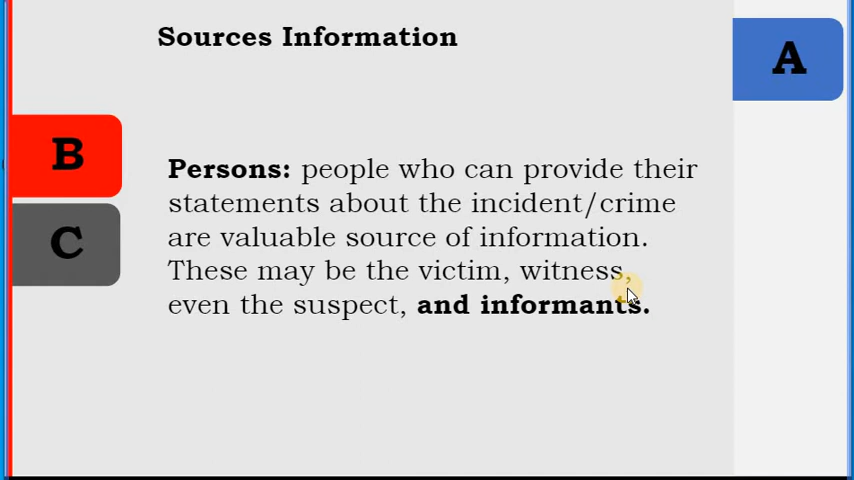 Sources Information
A
B
Persons: people who can provide their
statements about the incident/crime
C
are valuable source of information.
These may be the victim, witness,
even the suspect, and informants.